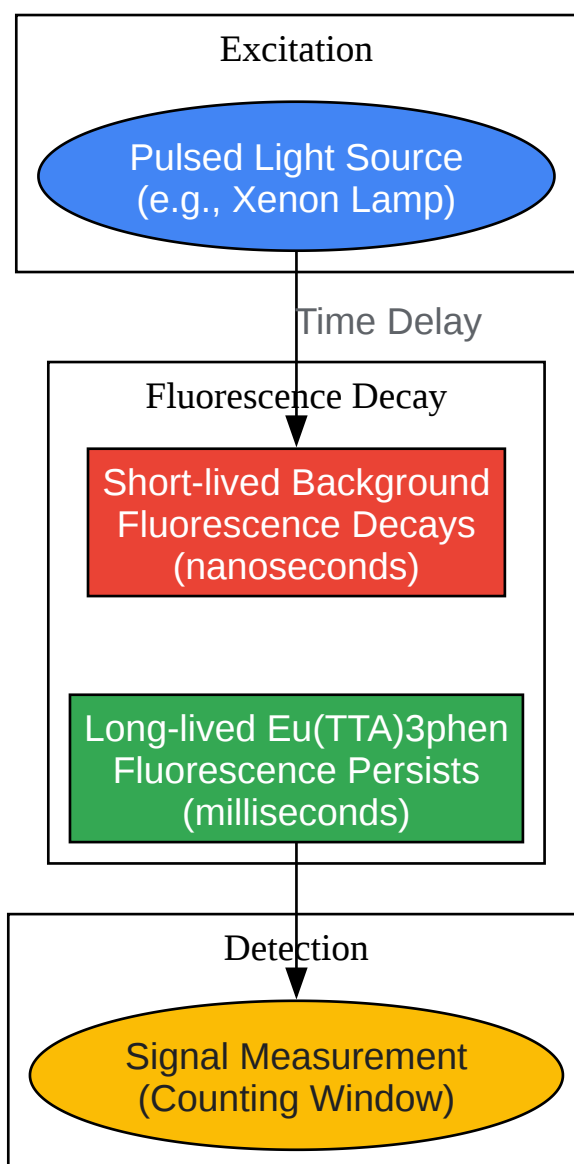 Excitation
Pulsed Light Source
(e.g., Xenon Lamp)
Time Delay
Fluorescence Decay
Short-lived Background
Fluorescence Decays
(nanoseconds)
Long-lived Eu(TTA)3phen
Fluorescence Persists
(milliseconds)
Detection
Signal Measurement
(Counting Window)